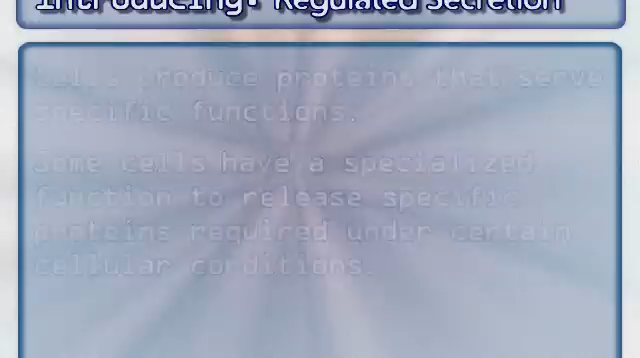 Introducing: Regulated Secretion
Cells produce proteins that serve
specific functions.
Some cells have a specialized
function to release specific
proteins required under certain
cellular conditions.